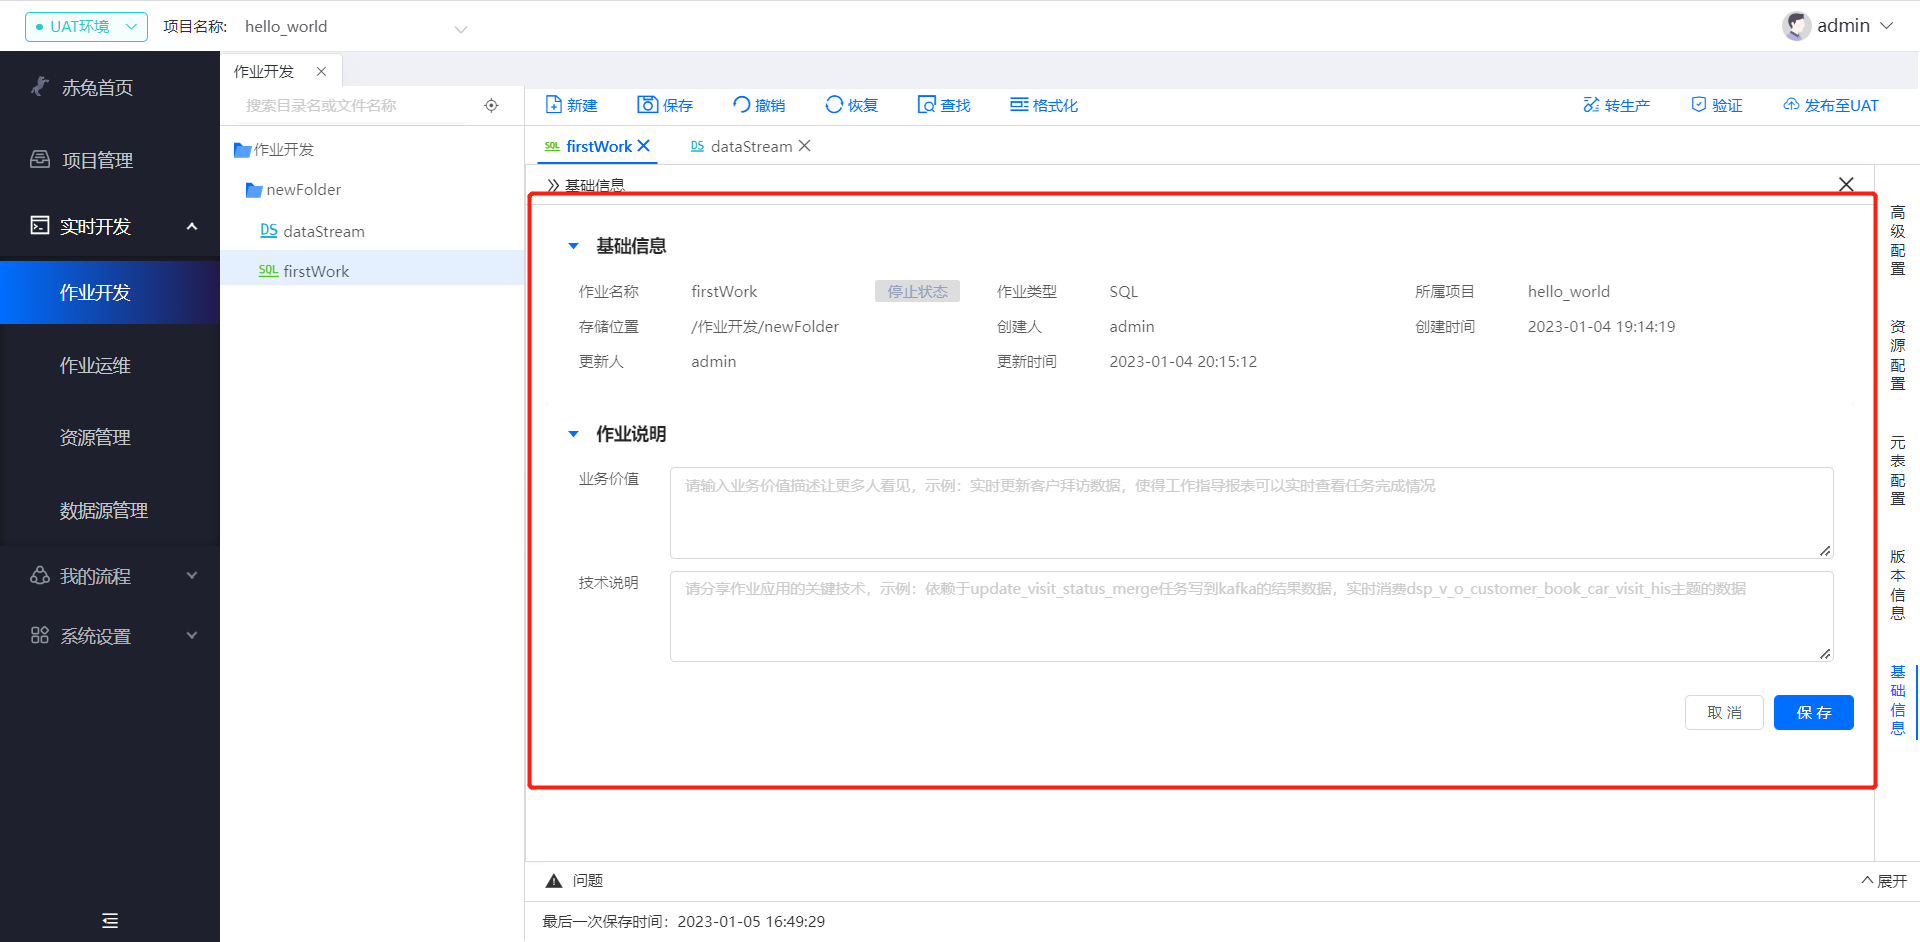 UAT环境
项目名称:
hello_world
admin
赤兔首页
项目管理
实时开发
作业开发
作业运维
资源管理
数据源管理
我的流程
系统设置
作业开发
搜索目录名或文件名称
作业开发
newFolder
DS dataStream
SQL firstWork
新建
保存
撤销
恢复
查找
格式化
转生产
验证
发布至UAT
SQL firstWork
DS dataStream
基础信息
基础信息
作业名称 firstWork 停止状态 作业类型 SQL 所属项目 hello_world
存储位置 /作业开发/newFolder 创建人 admin 创建时间 2023-01-04 19:14:19
更新人 admin 更新时间 2023-01-04 20:15:12
作业说明
业务价值
请输入业务价值描述让更多人看见，示例：实时更新客户拜访数据，使得工作指导报表可以实时查看任务完成情况
技术说明
请分享作业应用的关键技术，示例：依赖于update_visit_status_merge任务写到kafka的结果数据，实时消费dsp_v_o_customer_book_car_visit_his主题的数据
取消
保存
高级配置
资源配置
元表配置
版本信息
基础信息
问题
展开
最后一次保存时间：2023-01-05 16:49:29